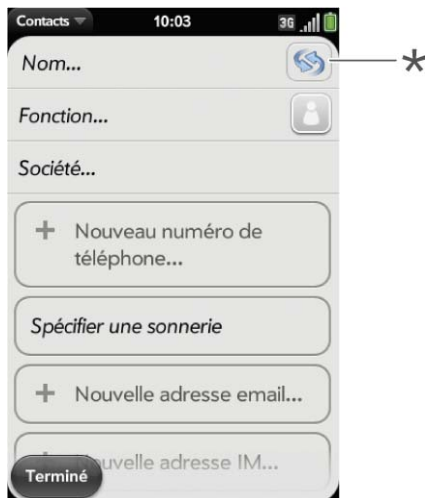 Contacts 10:03 3G
Nom...
*
Fonction...
Société...
+ Nouveau numéro de
téléphone...
Spécifier une sonnerie
+ Nouvelle adresse email...
+ Nouvelle adresse IM...
Terminé